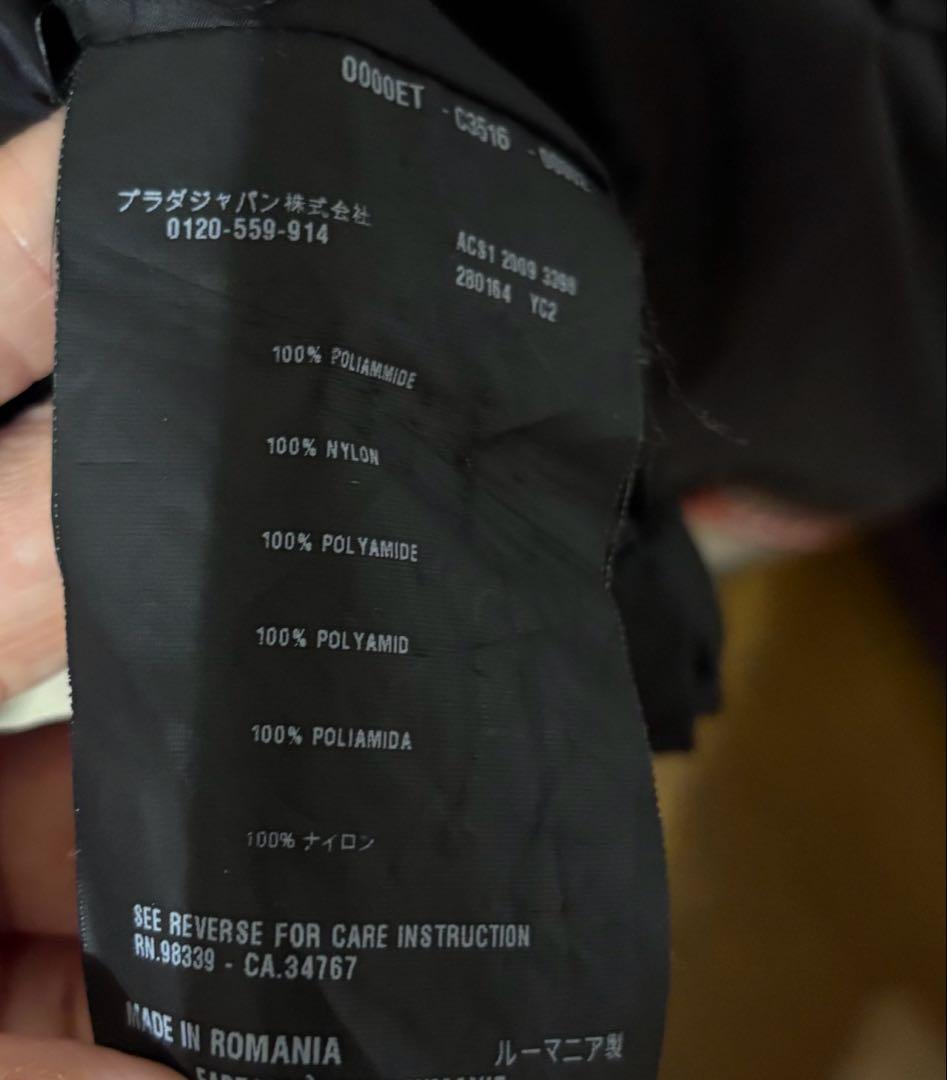 0000ET - C3516 -
プラダジャパン株式会社
0120-559-914
ACS1 2009 3390
280164 YC2
100% POLIAMMIDE
100% NYLON
100% POLYAMIDE
100% POLYAMID
100% POLIAMIDA
100% ナイロン
SEE REVERSE FOR CARE INSTRUCTION
RN.98339 - CA.34767
MADE IN ROMANIA
ルーマニア製